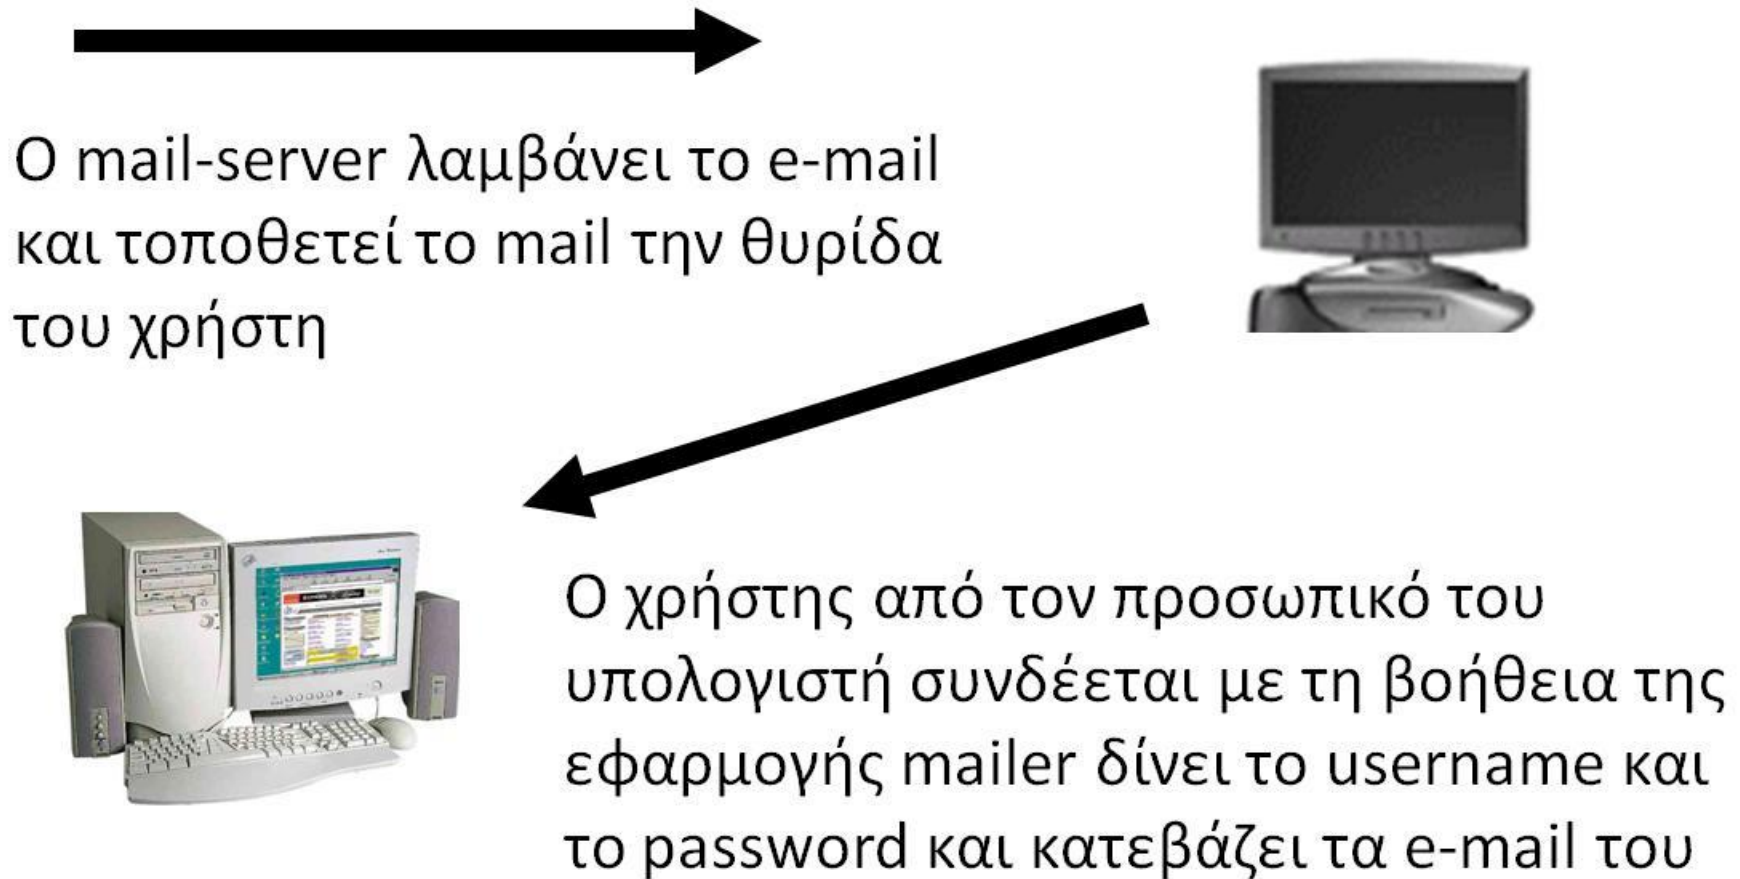 Ο mail-server λαμβάνει το e-mail
και τοποθετεί το mail την θυρίδα
του χρήστη
Ο χρήστης από τον προσωπικό του
υπολογιστή συνδέεται με τη βοήθεια της
εφαρμογής mailer δίνει το username και
το password και κατεβάζει τα e-mail του